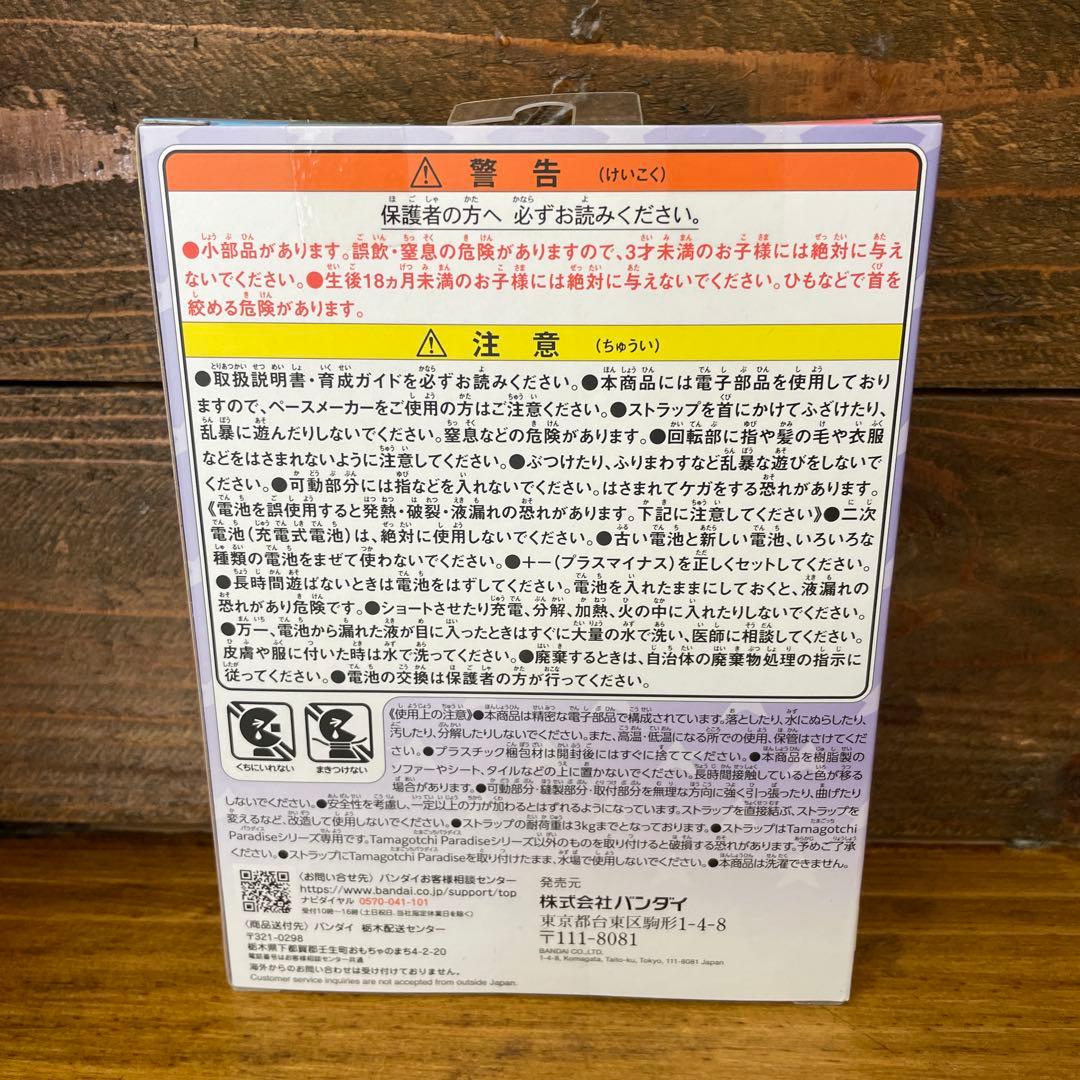 警告 (けいこく)
保護者の方へ 必ずお読みください。
●小部品があります。誤飲・窒息の危険がありますので、3才未満のお子様には絶対に与え
ないでください。●生後18ヵ月未満のお子様には絶対に与えないでください。ひもなどで首を
絞める危険があります。
注意 (ちゅうい)
●取扱説明書・育成ガイドを必ずお読みください。●本商品には電子部品を使用しており
ますので、ペースメーカーをご使用の方はご注意ください。●ストラップを首にかけてふざけたり、
乱暴に遊んだりしないでください。窒息などの危険があります。●回転部に指や髪の毛や衣服
などをはさまれないように注意してください。●ぶつけたり、ふりまわすなど乱暴な遊びをしないで
ください。●可動部分には指などを入れないでください。はさまれてケガをする恐れがあります。
《電池を誤使用すると発熱・破裂・液漏れの恐れがあります。下記に注意してください》●二次
電池(充電式電池)は、絶対に使用しないでください。●古い電池と新しい電池、いろいろな
種類の電池をまぜて使わないでください。●+−(プラスマイナス)を正しくセットしてください。
●長時間遊ばないときは電池をはずしてください。電池を入れたままにしておくと、液漏れの
恐れがあり危険です。●ショートさせたり充電、分解、加熱、火の中に入れたりしないでください。
●万一、電池から漏れた液が目に入ったときはすぐに大量の水で洗い、医師に相談してください。
皮膚や服に付いた時は水で洗ってください。●廃棄するときは、自治体の廃棄物処理の指示に
従ってください。●電池の交換は保護者の方が行ってください。
くちにいれない
まきつけない
《使用上の注意》●本商品は精密な電子部品で構成されています。落としたり、水にぬらしたり、
汚したり、分解したりしないでください。また、高温・低温になる所での使用、保管はさけてくだ
さい。●プラスチック梱包材は開封後にはすぐに捨ててください。●本商品を樹脂製の
ソファーやシート、タイルなどの上に置かないでください。長時間接触していると色が移る
場合があります。●可動部分・縫製部分・取付部分を無理な方向に強く引っ張ったり、曲げたり
しないでください。●安全性を考慮し、一定以上の力が加わるとはずれるようになっています。ストラップを直接結ぶ、ストラップを
変えるなど、改造して使用しないでください。●ストラップの耐荷重は3kgまでとなっております。●ストラップはTamagotchi
Paradiseシリーズ専用です。Tamagotchi Paradiseシリーズ以外のものを取り付けると破損する恐れがあります。予めご了承
ください。●ストラップにTamagotchi Paradiseを取り付けたまま、水場で使用しないでください。●本商品は洗濯できません。
〈お問い合せ先〉バンダイお客様相談センター
https://www.bandai.co.jp/support/top
ナビダイヤル 0570-041-101
受付10時〜16時(土日祝日、当社指定休業日を除く)
〈商品送付先〉バンダイ 栃木配送センター
〒321-0298
栃木県下都賀郡壬生町おもちゃのまち4-2-20
電話番号はお客様相談センター共通
海外からのお問い合わせは受け付けておりません。
Customer service inquiries are not accepted from outside Japan.
発売元
株式会社バンダイ
東京都台東区駒形1-4-8
〒111-8081
BANDAI CO.,LTD.
1-4-8, Komagata, Taito-ku, Tokyo, 111-8081 Japan